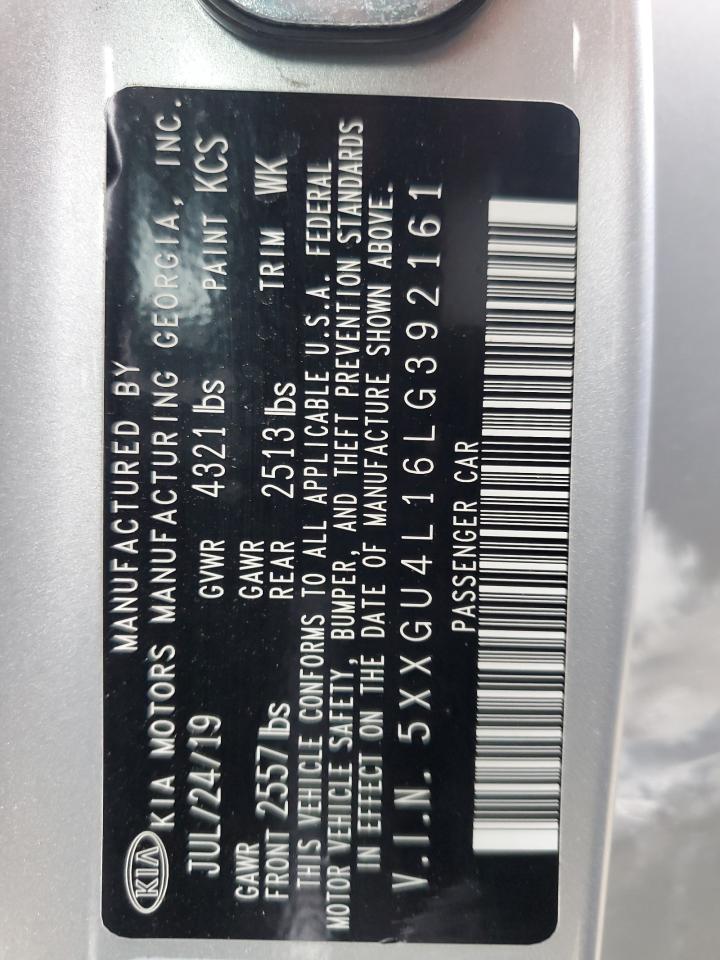 MANUFACTURED BY
KIA KIA MOTORS MANUFACTURING GEORGIA, INC.
JUL/24/19 GVWR 4321 lbs PAINT KCS
GAWR FRONT 2557 lbs GAWR REAR 2513 lbs TRIM WK
THIS VEHICLE CONFORMS TO ALL APPLICABLE U.S.A. FEDERAL
MOTOR VEHICLE SAFETY, BUMPER, AND THEFT PREVENTION STANDARDS
IN EFFECT ON THE DATE OF MANUFACTURE SHOWN ABOVE.
V.I.N. 5XXGU4L16LG392161
PASSENGER CAR